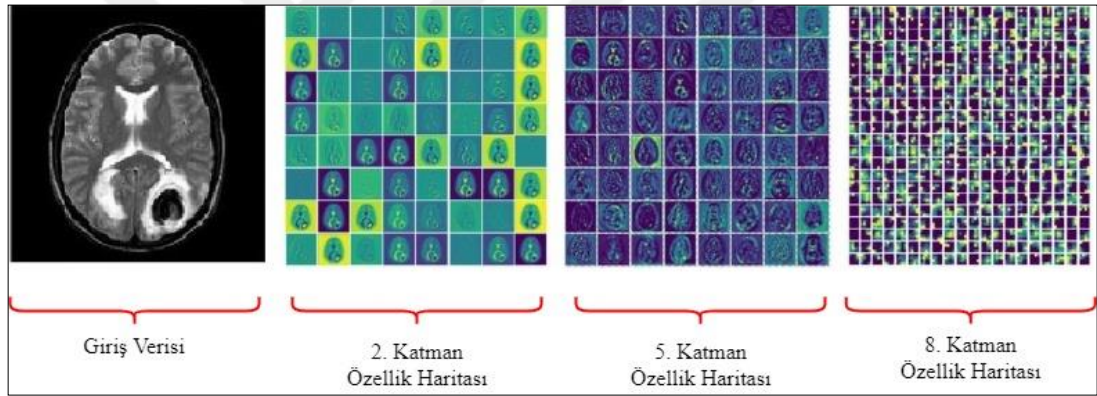 Giriş Verisi
2. Katman
Özellik Haritası
5. Katman
Özellik Haritası
8. Katman
Özellik Haritası